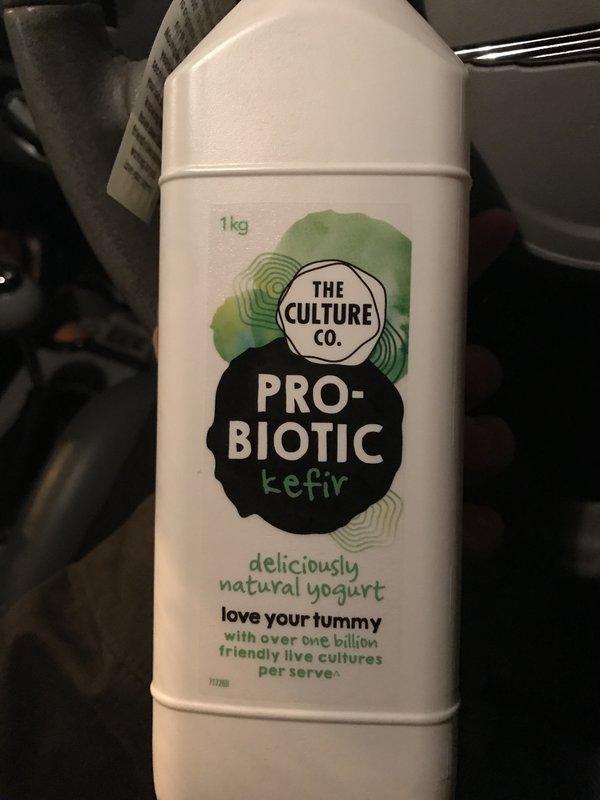 1kg
THE
CULTURE
CO.
PRO-
BIOTIC
kefir
deliciously
natural yogurt
love your tummy
with over one billion
friendly live cultures
per serve^